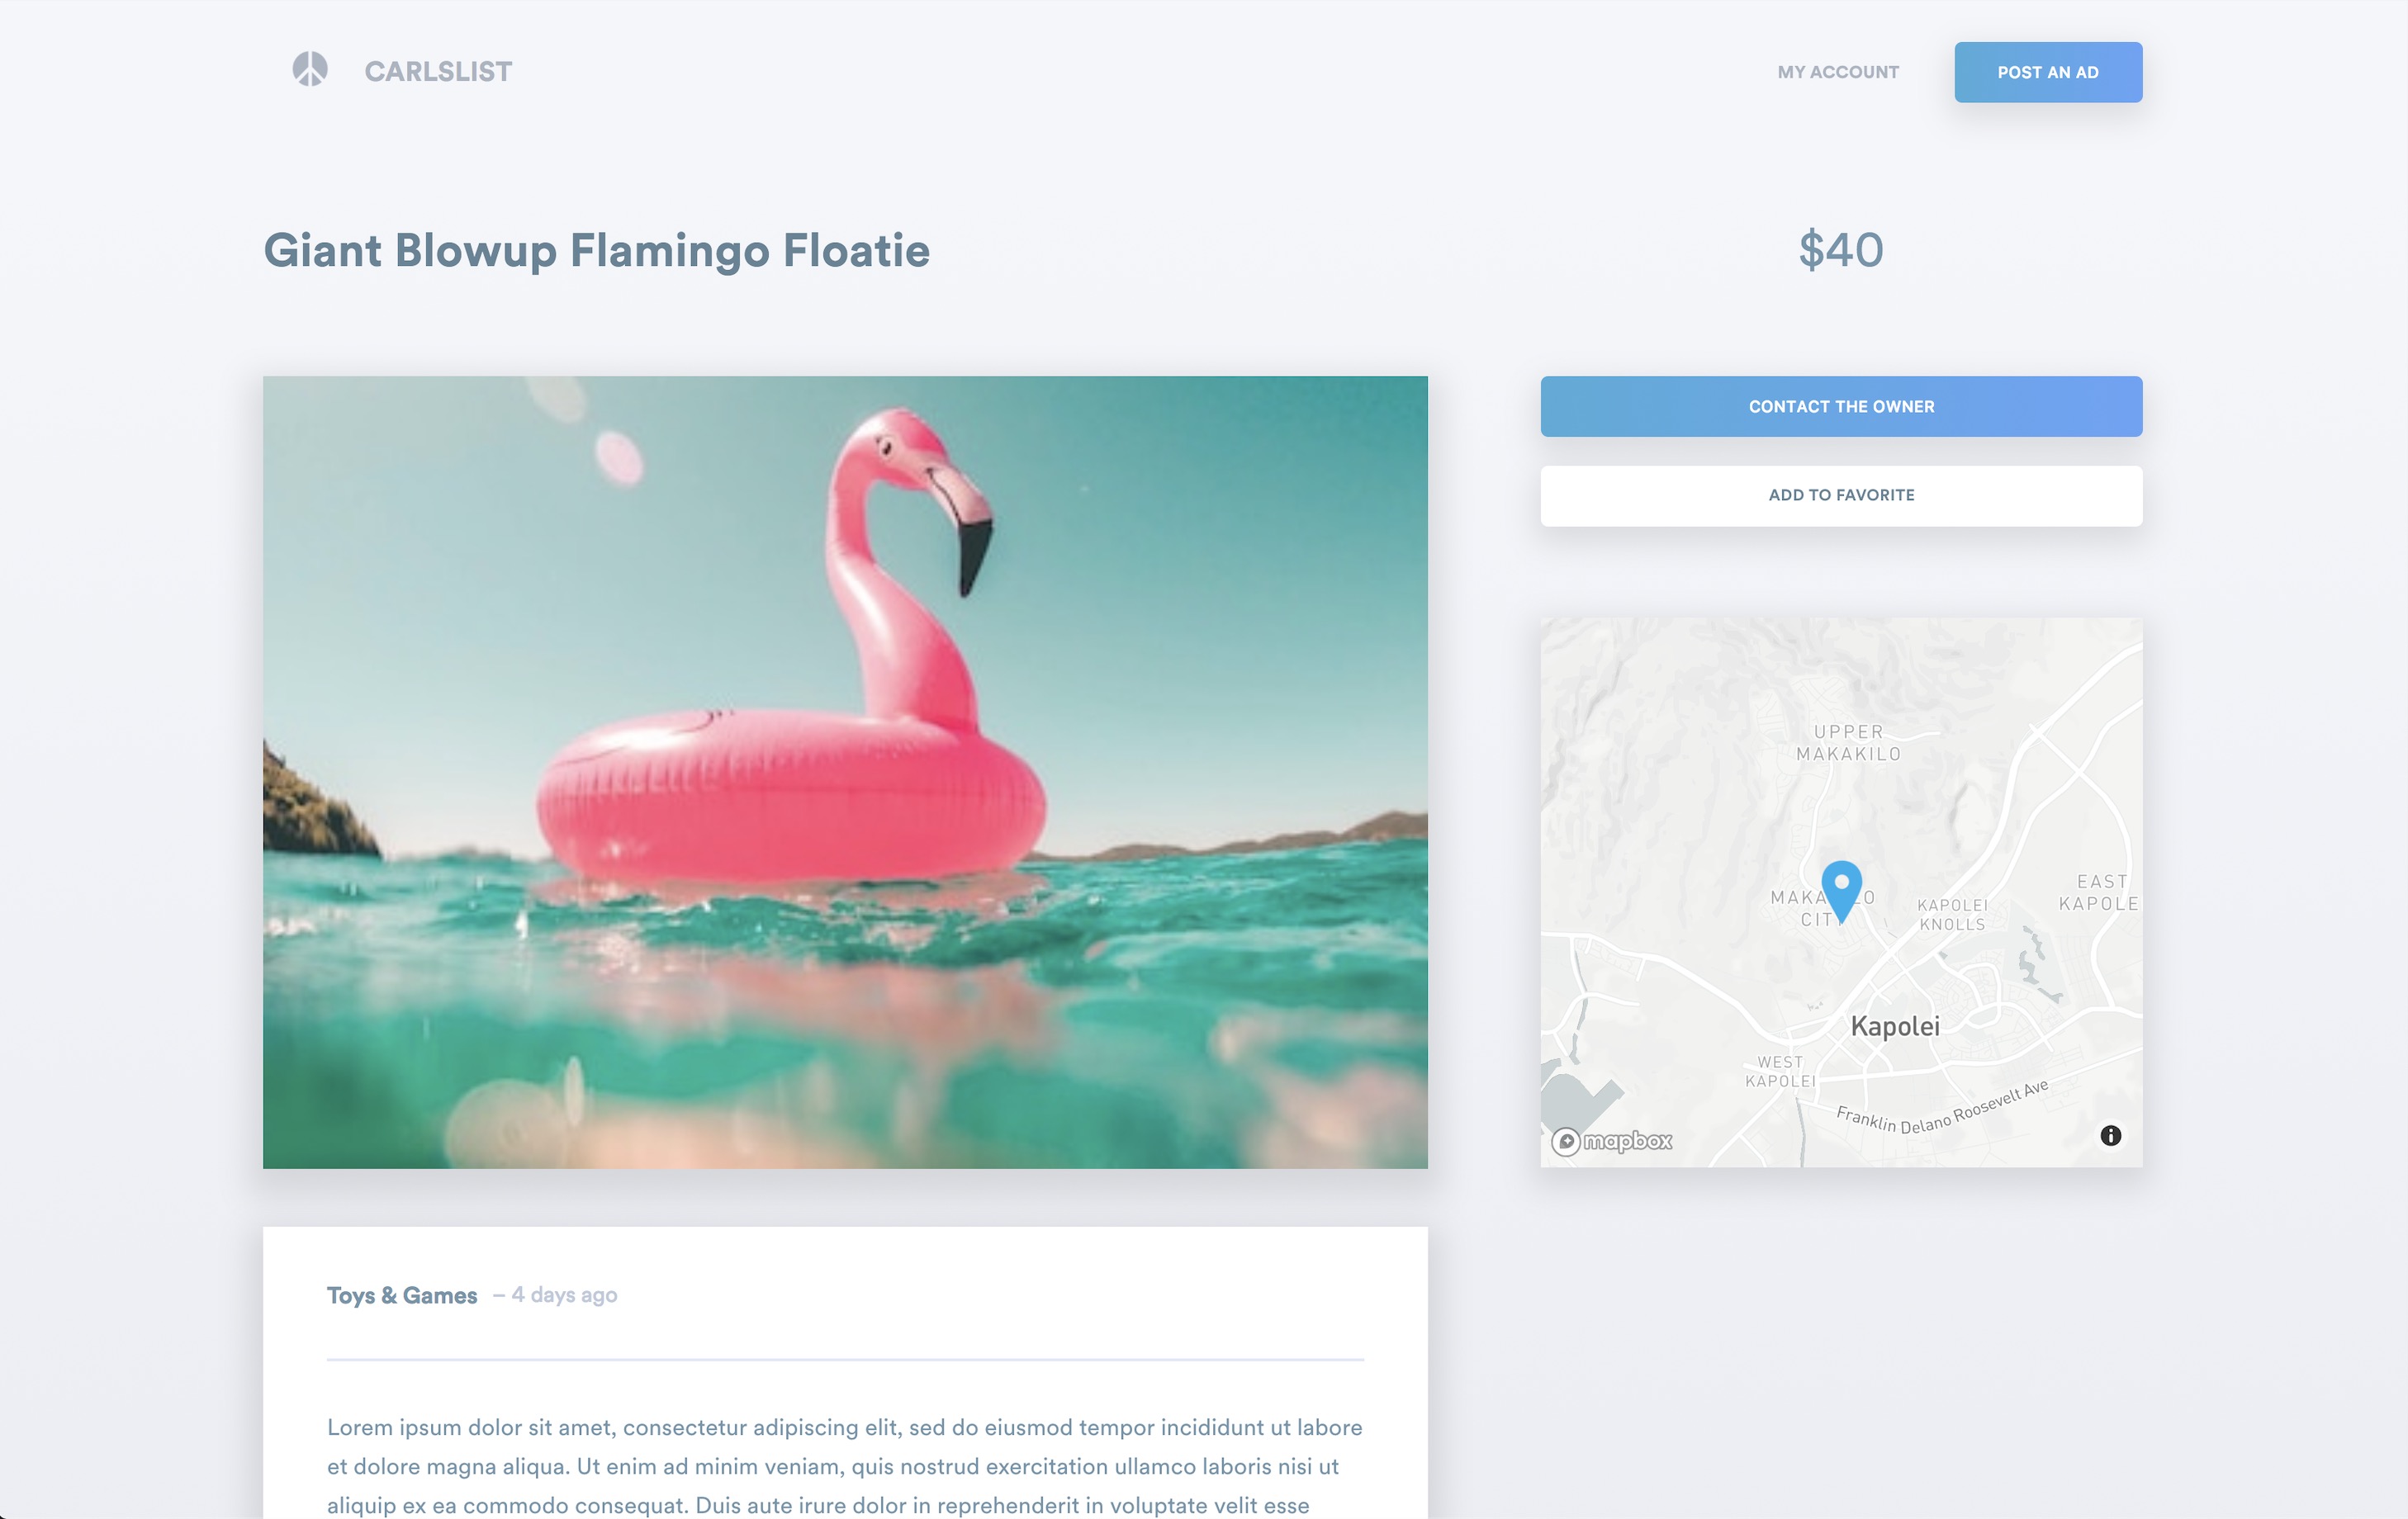 CARLSLIST
MY ACCOUNT
POST AN AD
Giant Blowup Flamingo Floatie
$40
CONTACT THE OWNER
ADD TO FAVORITE
UPPER
MAKAKILO
EAST
KAPOLE
KAPOLEI
KNOLLS
Kapolei
WEST
KAPOLEI
Franklin Delano Roosevelt Ave
mapbox
Toys & Games – 4 days ago
Lorem ipsum dolor sit amet, consectetur adipiscing elit, sed do eiusmod tempor incididunt ut labore
et dolore magna aliqua. Ut enim ad minim veniam, quis nostrud exercitation ullamco laboris nisi ut
aliquip ex ea commodo consequat. Duis aute irure dolor in reprehenderit in voluptate velit esse